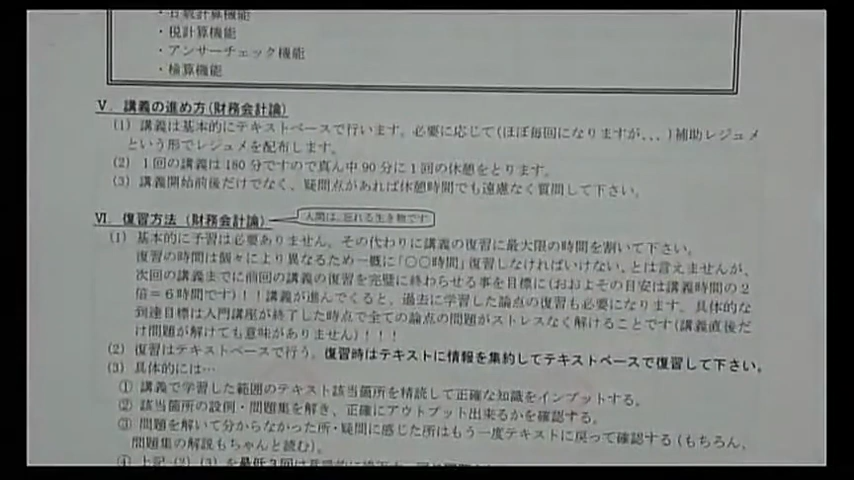 ・日数計算機能
・税計算機能
・アンサーチェック機能
・検算機能
Ⅴ．講義の進め方(財務会計論)
(1) 講義は基本的にテキストベースで行います。必要に応じて(ほぼ毎回になりますが、．．)補助レジュメ
という形でレジュメを配布します。
(2) 1回の講義は180分ですので真ん中90分に1回の休憩をとります。
(3) 講義開始前後だけでなく、疑問点があれば休憩時間でも遠慮なく質問して下さい。
Ⅵ．復習方法（財務会計論）
人間は、忘れる生き物です
(1) 基本的に予習は必要ありません。その代わりに講義の復習に最大限の時間を割いて下さい。
復習の時間は個々により異なるため一概に「○○時間」復習しなければいけない、とは言えませんが、
次回の講義までに前回の講義の復習を完璧に終わらせる事を目標に(おおよその目安は講義時間の2
倍＝6時間です)！！講義が進んでくると、過去に学習した論点の復習も必要になります。具体的な
到達目標は入門講座が終了した時点で全ての論点の問題がストレスなく解けることです(講義直後だ
け問題が解けても意味がありません)！！！
(2) 復習はテキストベースで行う。復習時はテキストに情報を集約してテキストベースで復習して下さい。
(3) 具体的には…
① 講義で学習した範囲のテキスト該当箇所を精読して正確な知識をインプットする。
② 該当箇所の設例・問題集を解き、正確にアウトプット出来るかを確認する。
③ 問題を解いて分からなかった所・疑問に感じた所はもう一度テキストに戻って確認する(もちろん、
問題集の解説もちゃんと読む)。
④ 上記(2)(3)を最低3回は